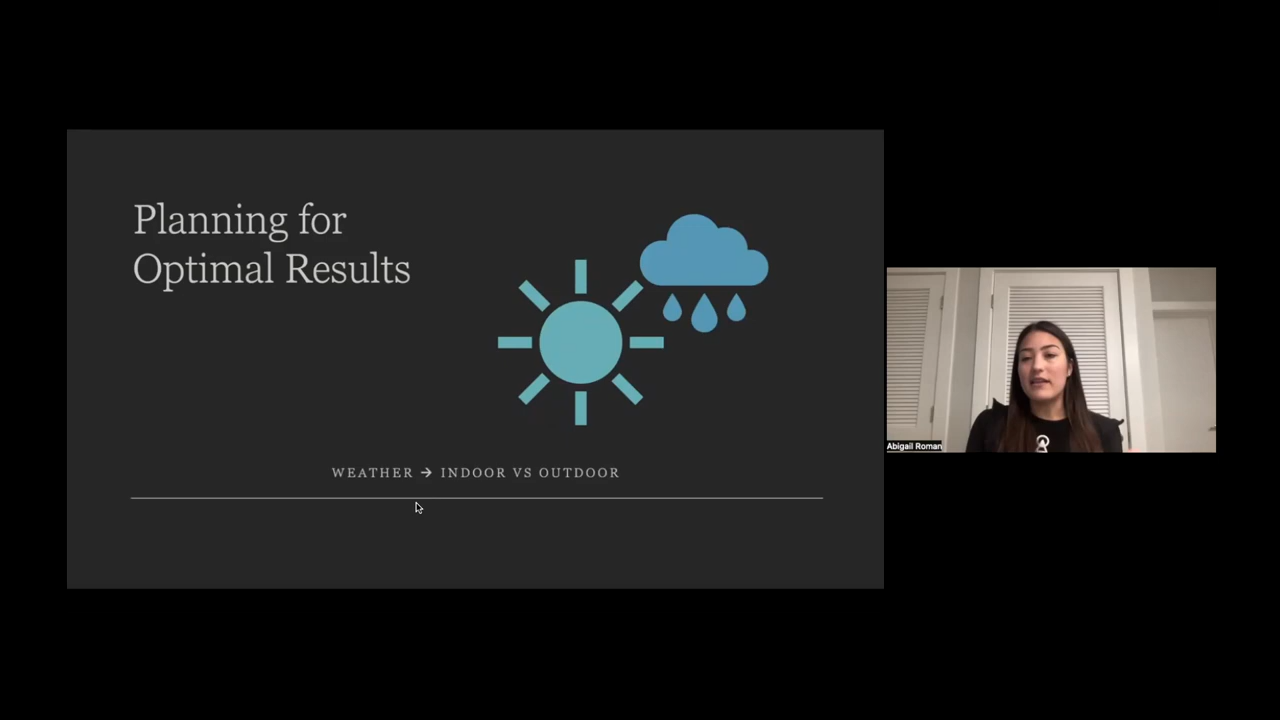 Planning for
Optimal Results
WEATHER → INDOOR VS OUTDOOR
Abigail Roman